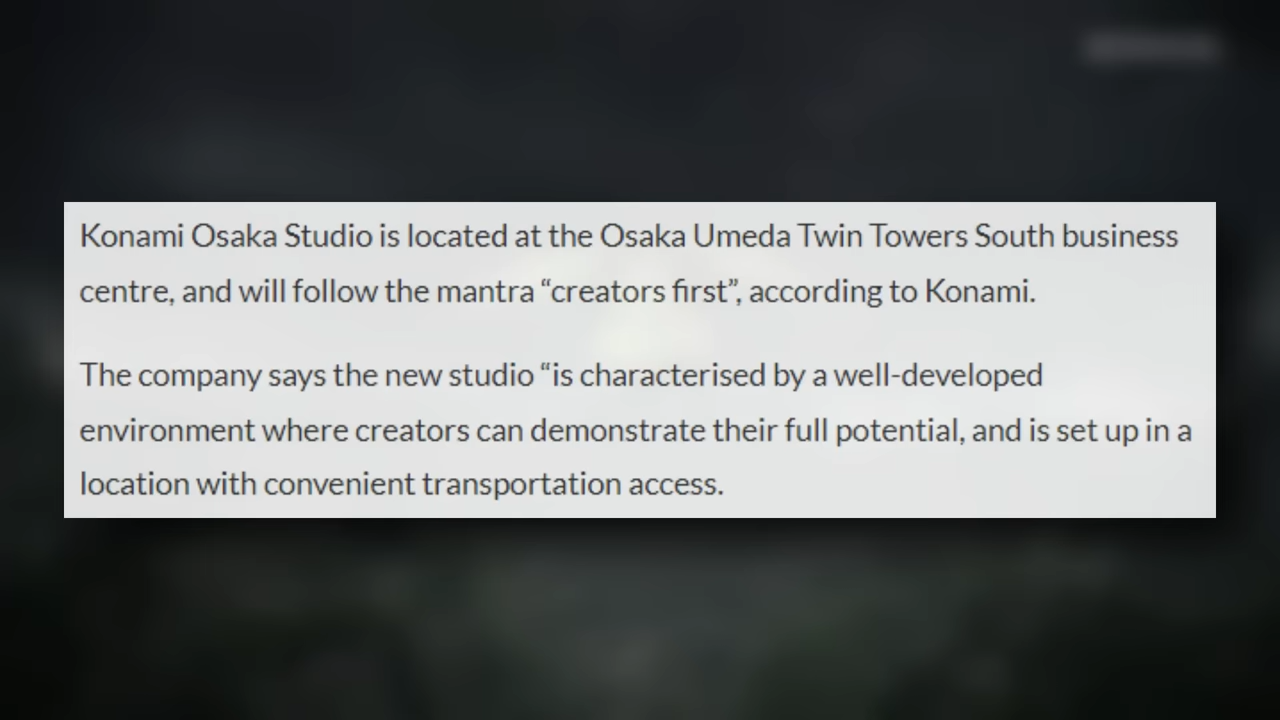 Konami Osaka Studio is located at the Osaka Umeda Twin Towers South business
centre, and will follow the mantra “creators first”, according to Konami.
The company says the new studio “is characterised by a well-developed
environment where creators can demonstrate their full potential, and is set up in a
location with convenient transportation access.